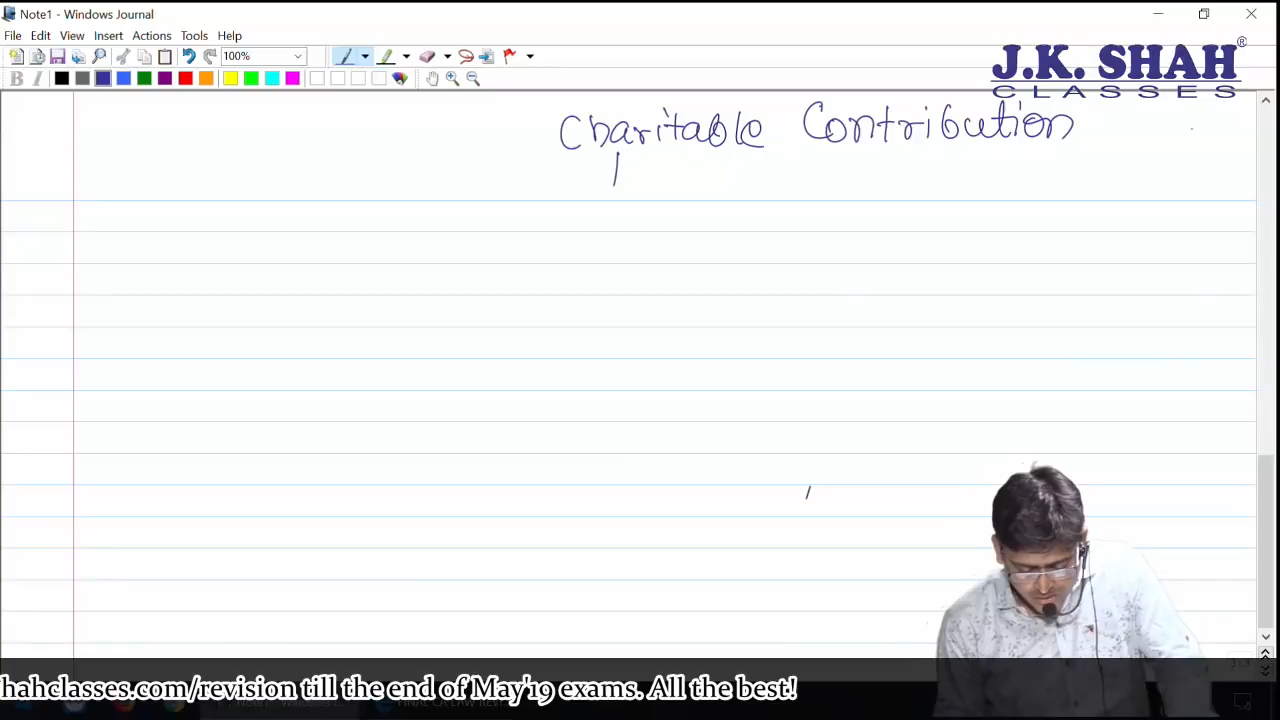 Note1 - Windows Journal
File Edit View Insert Actions Tools Help
100%
B I
J.K. SHAH®
CLASSES
Charitable Contribution
hahclasses.com/revision till the end of May'19 exams. All the best!